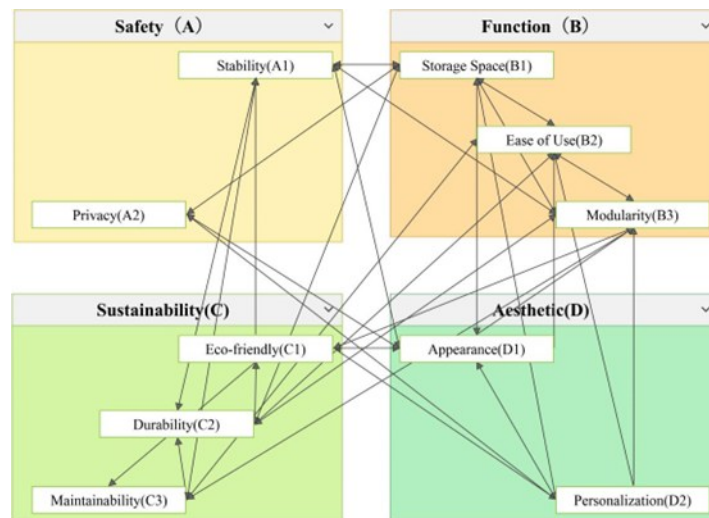 Safety（A）
Function（B）
Stability(A1)
Storage Space(B1)
Ease of Use(B2)
Privacy(A2)
Modularity(B3)
Sustainability(C)
Aesthetic(D)
Eco-friendly(C1)
Appearance(D1)
Durability(C2)
Maintainability(C3)
Personalization(D2)